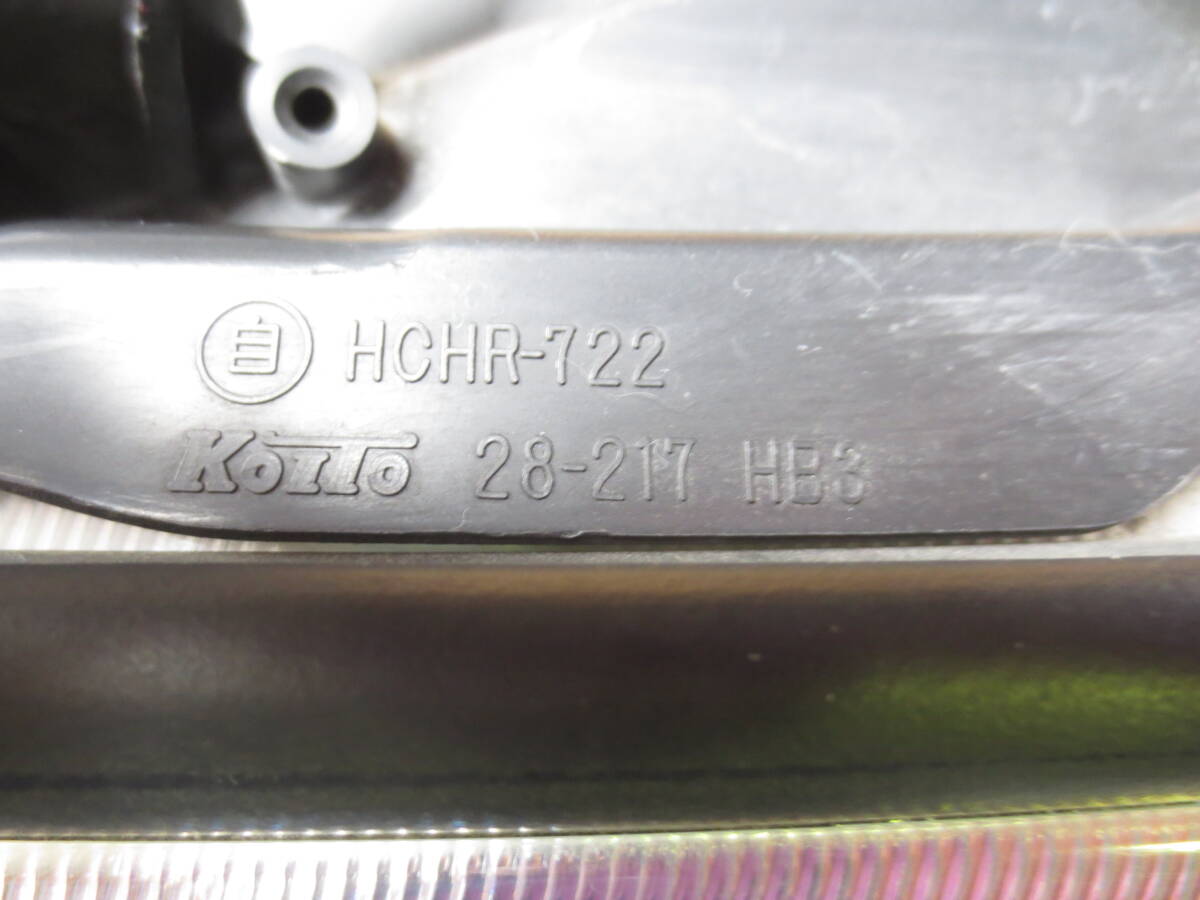 自 HCHR-722
KOITO 28-217 HB3